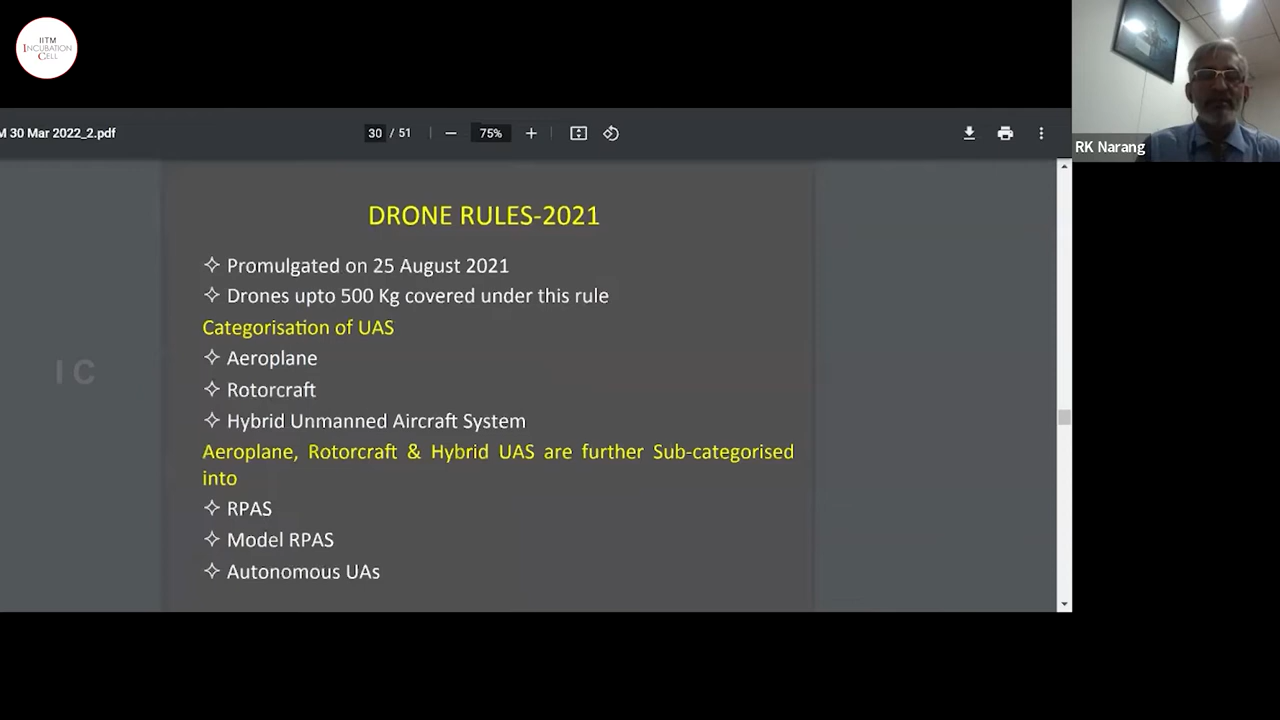 IITM
INCUBATION
CELL
M 30 Mar 2022_2.pdf
30 / 51
75%
RK Narang
DRONE RULES-2021
✧ Promulgated on 25 August 2021
✧ Drones upto 500 Kg covered under this rule
Categorisation of UAS
✧ Aeroplane
✧ Rotorcraft
✧ Hybrid Unmanned Aircraft System
Aeroplane, Rotorcraft & Hybrid UAS are further Sub-categorised
into
✧ RPAS
✧ Model RPAS
✧ Autonomous UAs
I C